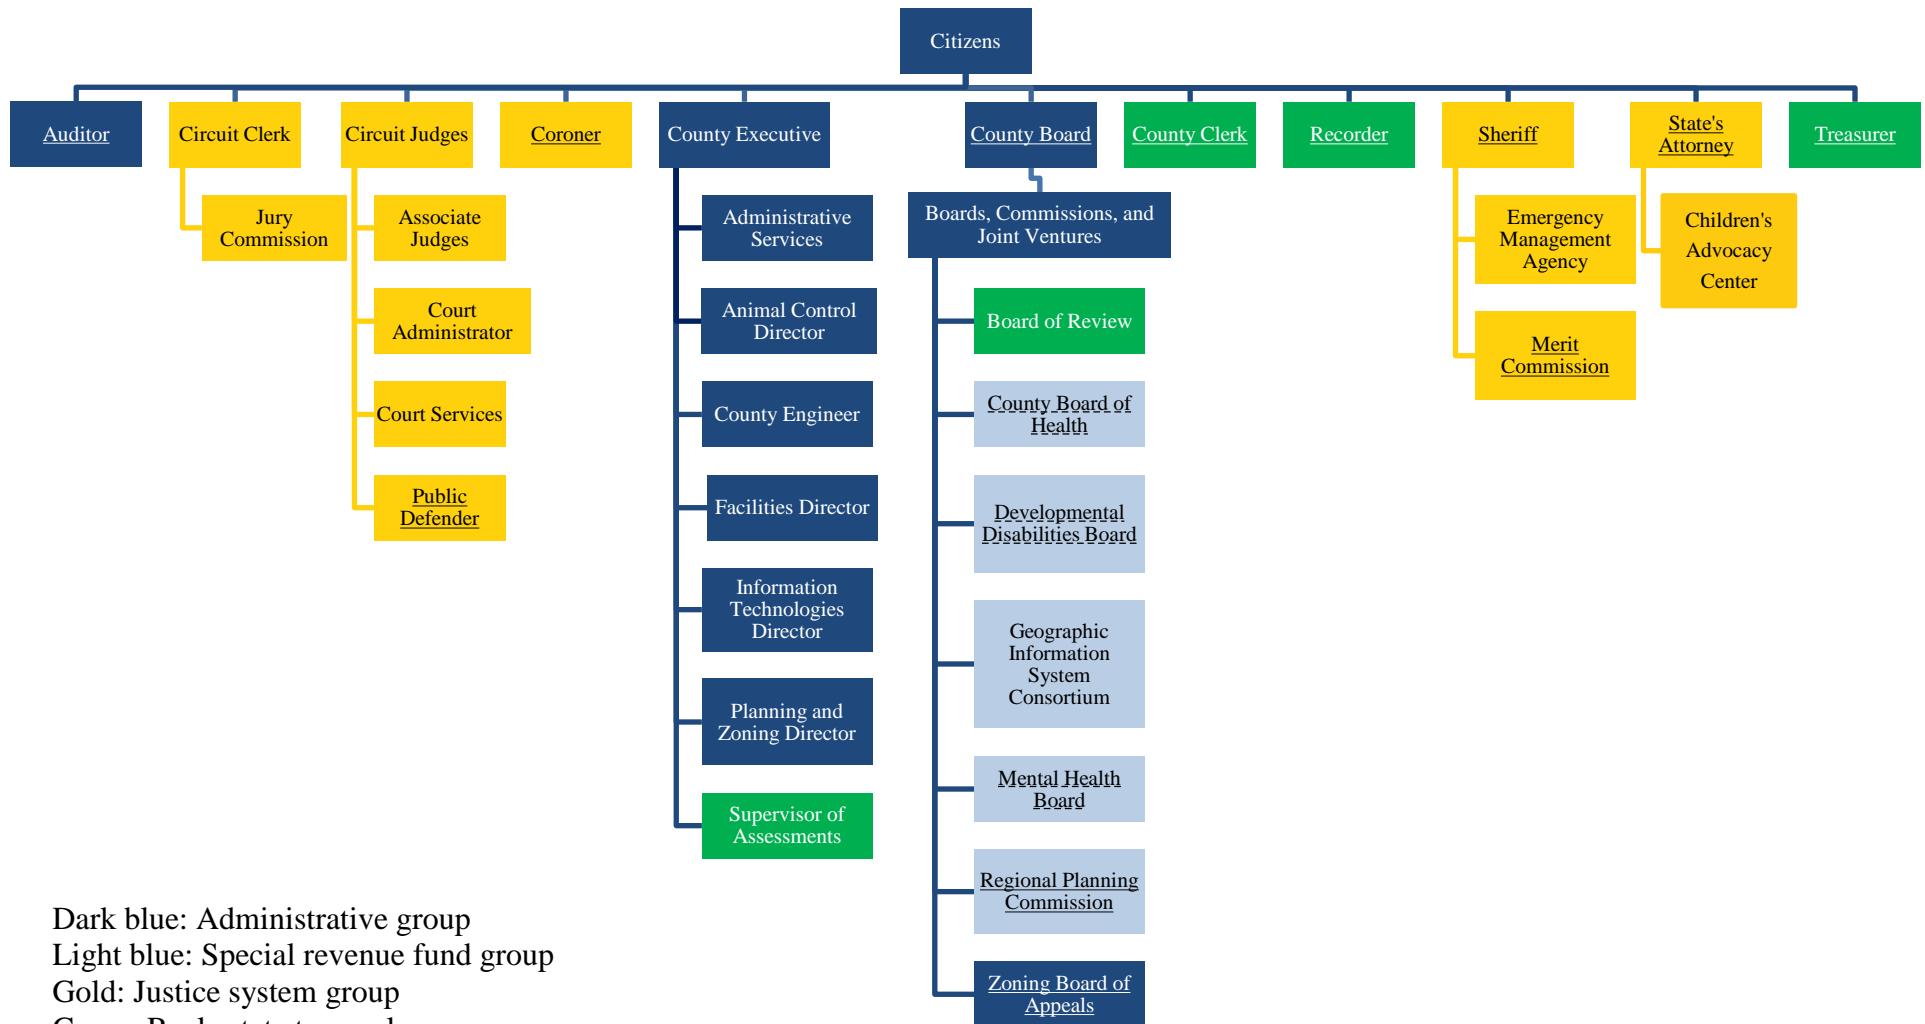 Citizens
Auditor
Circuit Clerk
Circuit Judges
Coroner
County Executive
County Board
County Clerk
Recorder
Sheriff
State's
Attorney
Treasurer
Jury
Commission
Associate
Judges
Court
Administrator
Court Services
Public
Defender
Administrative
Services
Animal Control
Director
County Engineer
Facilities Director
Information
Technologies
Director
Planning and
Zoning Director
Supervisor of
Assessments
Boards, Commissions, and
Joint Ventures
Board of Review
County Board of
Health
Developmental
Disabilities Board
Geographic
Information
System
Consortium
Mental Health
Board
Regional Planning
Commission
Zoning Board of
Appeals
Emergency
Management
Agency
Merit
Commission
Children's
Advocacy
Center
Dark blue: Administrative group
Light blue: Special revenue fund group
Gold: Justice system group